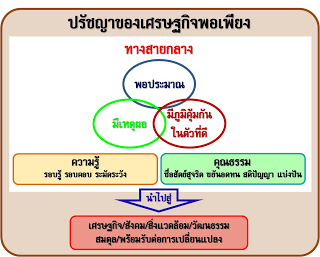 ปรัชญาของเศรษฐกิจพอเพียง
ทางสายกลาง
พอประมาณ
มีเหตุผล
มีภูมิคุ้มกัน
ในตัวที่ดี
ความรู้
รอบรู้ รอบคอบ ระมัดระวัง
คุณธรรม
ซื่อสัตย์สุจริต ขยันอดทน สติปัญญา แบ่งปัน
นำไปสู่
เศรษฐกิจ/สังคม/สิ่งแวดล้อม/วัฒนธรรม
สมดุล/พร้อมรับต่อการเปลี่ยนแปลง